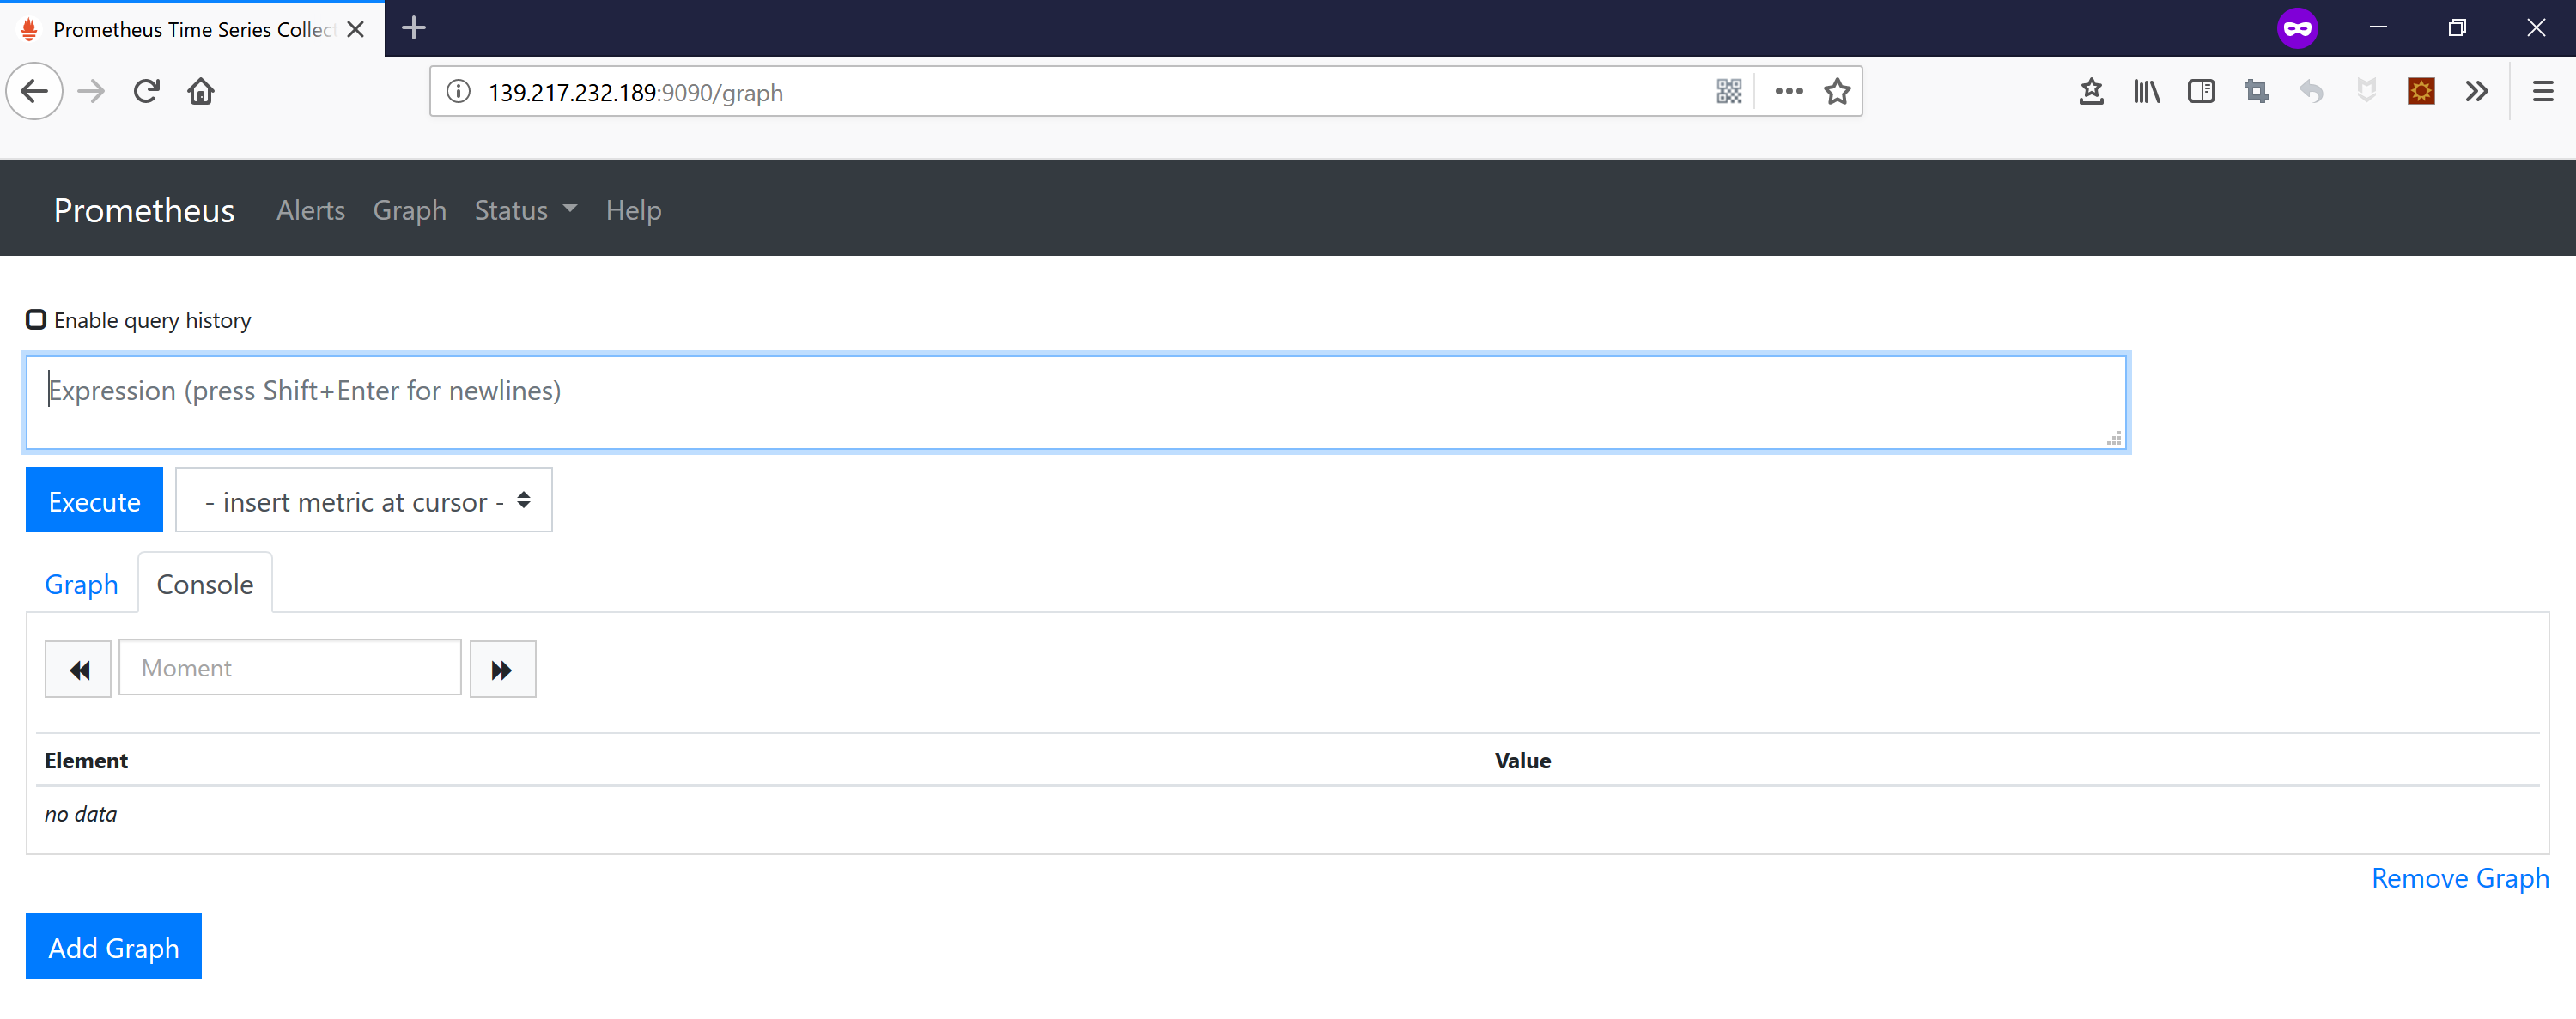 Prometheus Time Series Collec
139.217.232.189:9090/graph
Prometheus Alerts Graph Status Help
Enable query history
Expression (press Shift+Enter for newlines)
Execute - insert metric at cursor -
Graph Console
Moment
Element Value
no data
Remove Graph
Add Graph